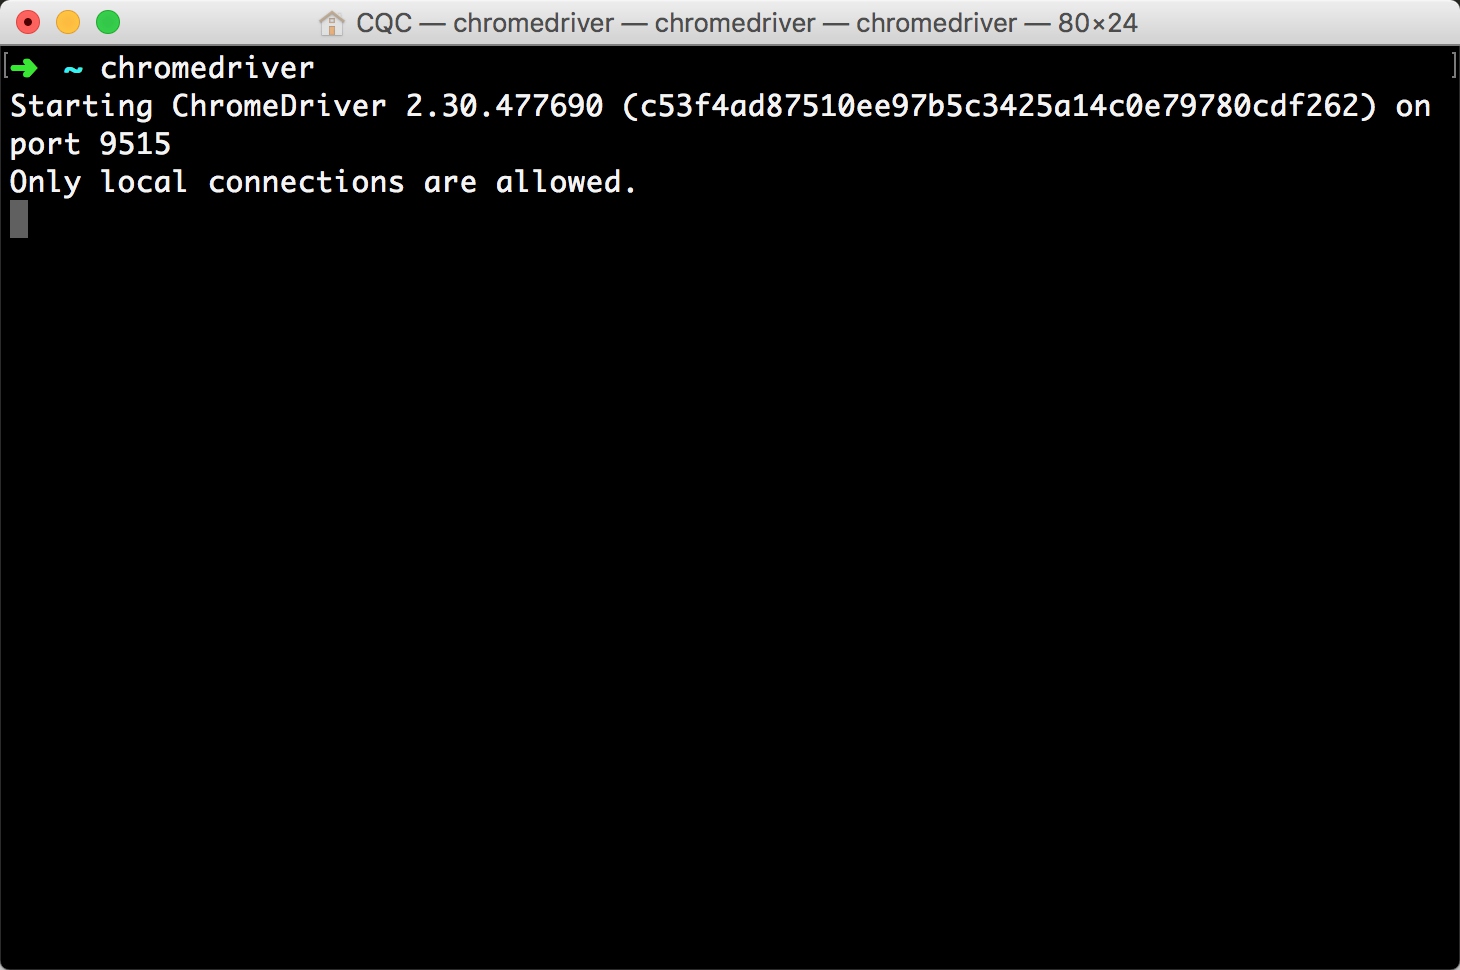 CQC — chromedriver — chromedriver — chromedriver — 80×24
➜ ~ chromedriver
Starting ChromeDriver 2.30.477690 (c53f4ad87510ee97b5c3425a14c0e79780cdf262) on
port 9515
Only local connections are allowed.